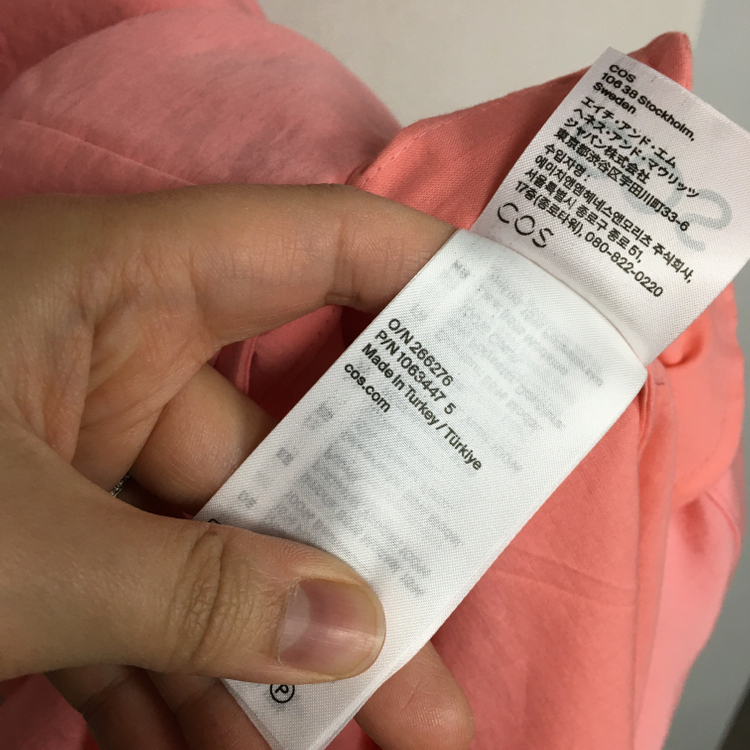 COS
106 38 Stockholm,
Sweden
エイチ・アンド・エム
ヘネス・アンド・マウリッツ
ジャパン株式会社
東京都渋谷区宇田川町33-6
수입자명:
에이치앤엠헤네스앤모리츠 주식회사,
서울특별시 종로구 종로 51,
17층(종로타워), 080-822-0220
COS
O/N 266276
P/N 1063447 5
Made in Turkey / Türkiye
cos.com
P